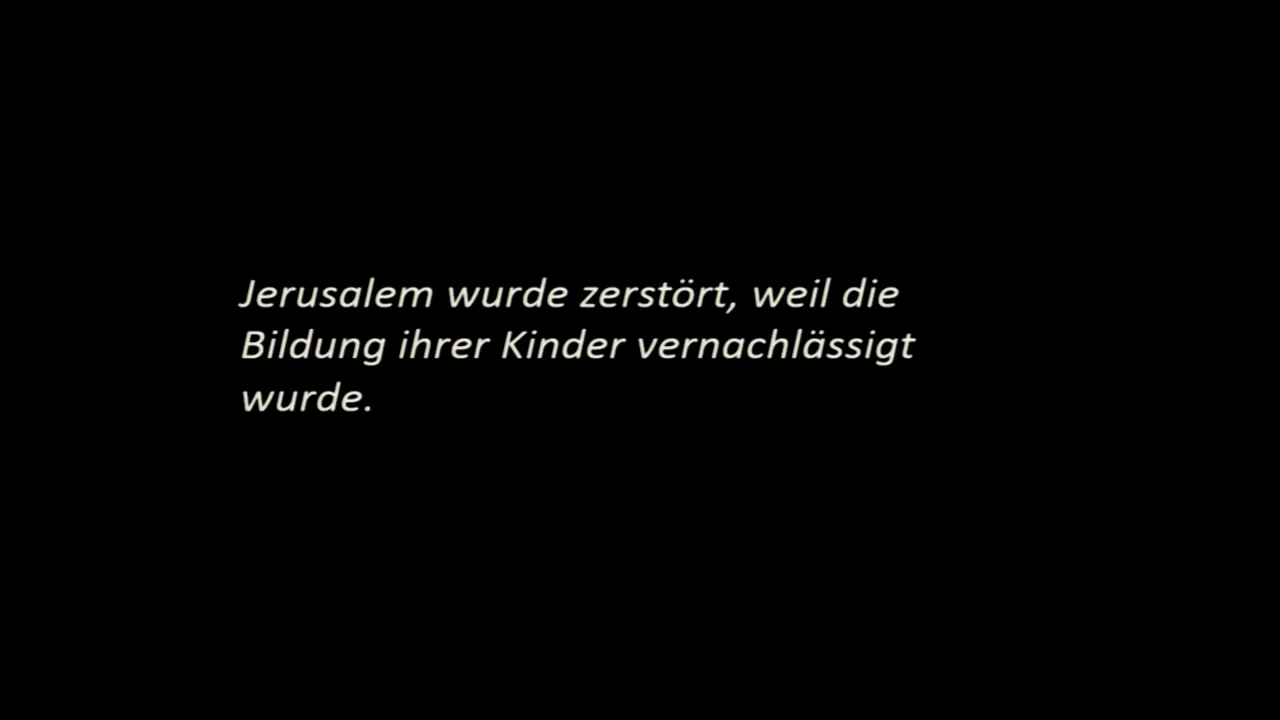 Jerusalem wurde zerstört, weil die
Bildung ihrer Kinder vernachlässigt
wurde.